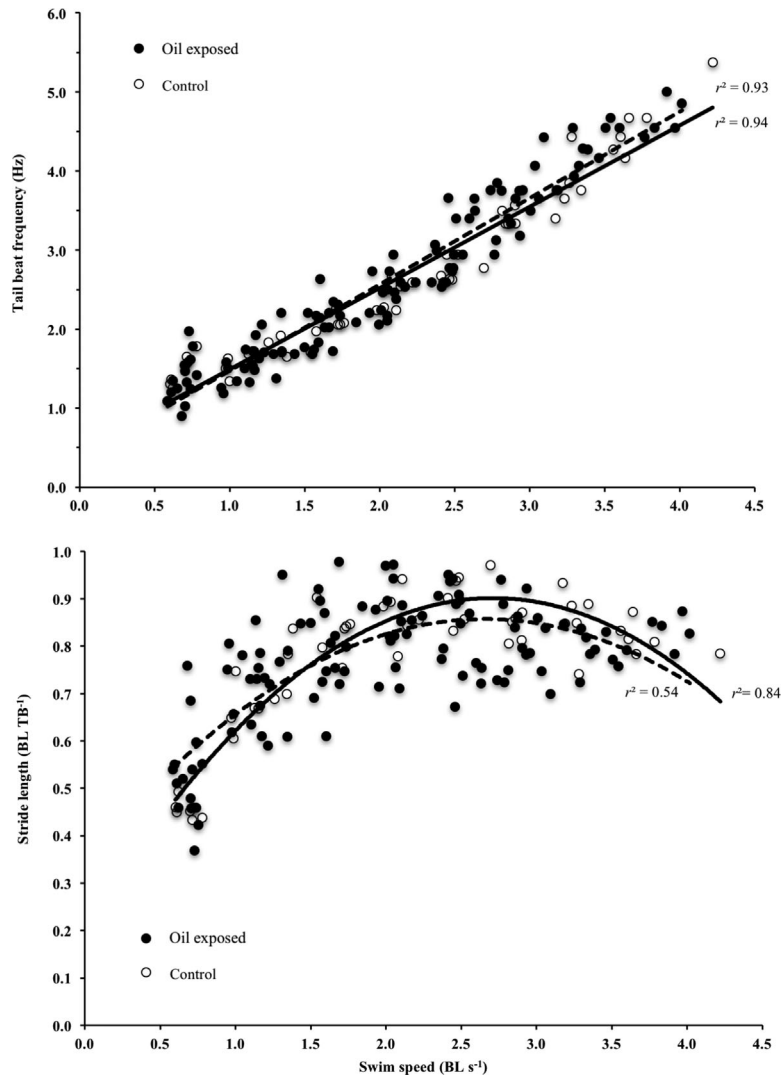 6.0
Oil exposed
Control
5.0
r² = 0.93
r² = 0.94
4.0
3.0
2.0
1.0
0.0
Tail beat frequency (Hz)
0.0 0.5 1.0 1.5 2.0 2.5 3.0 3.5 4.0 4.5
1.0
0.9
0.8
0.7
r² = 0.54 r²= 0.84
0.6
0.5
0.4
0.3
0.2
Oil exposed
0.1
Control
0.0
Stride length (BL TB⁻¹)
0.0 0.5 1.0 1.5 2.0 2.5 3.0 3.5 4.0 4.5
Swim speed (BL s⁻¹)